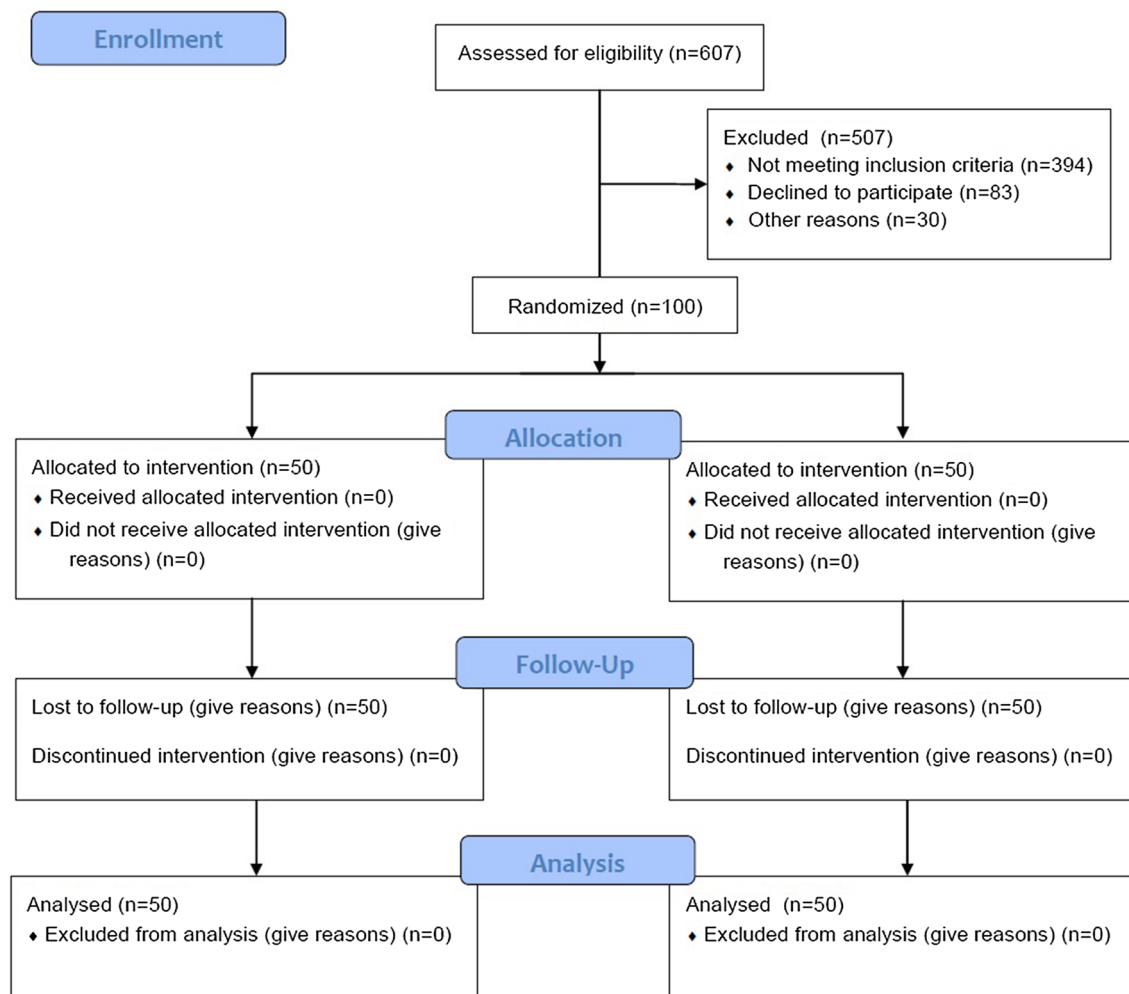 Enrollment
Assessed for eligibility (n=607)
Excluded (n=507)
♦ Not meeting inclusion criteria (n=394)
♦ Declined to participate (n=83)
♦ Other reasons (n=30)
Randomized (n=100)
Allocation
Allocated to intervention (n=50)
♦ Received allocated intervention (n=0)
♦ Did not receive allocated intervention (give
reasons) (n=0)
Allocated to intervention (n=50)
♦ Received allocated intervention (n=0)
♦ Did not receive allocated intervention (give
reasons) (n=0)
Follow-Up
Lost to follow-up (give reasons) (n=50)
Discontinued intervention (give reasons) (n=0)
Lost to follow-up (give reasons) (n=50)
Discontinued intervention (give reasons) (n=0)
Analysis
Analysed (n=50)
♦ Excluded from analysis (give reasons) (n=0)
Analysed (n=50)
♦ Excluded from analysis (give reasons) (n=0)